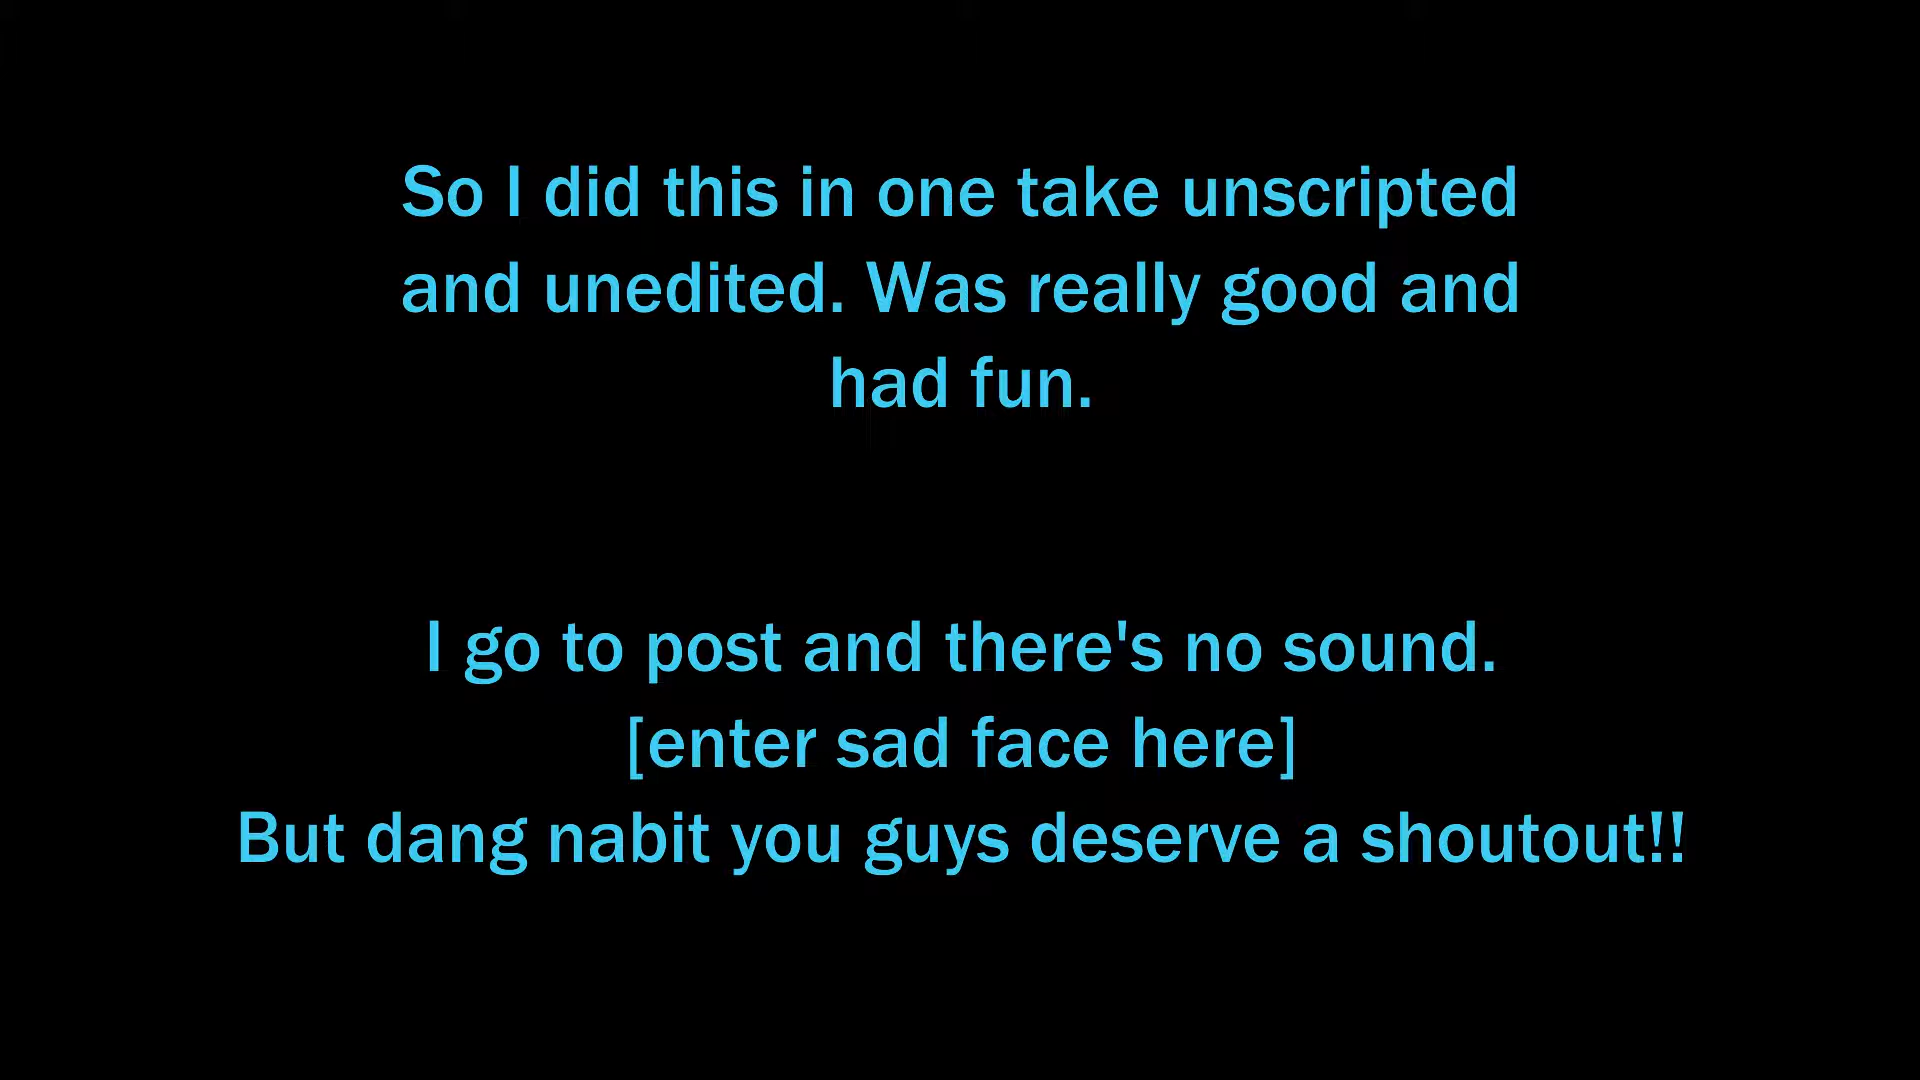 So I did this in one take unscripted
and unedited. Was really good and
had fun.
I go to post and there's no sound.
[enter sad face here]
But dang nabit you guys deserve a shoutout!!